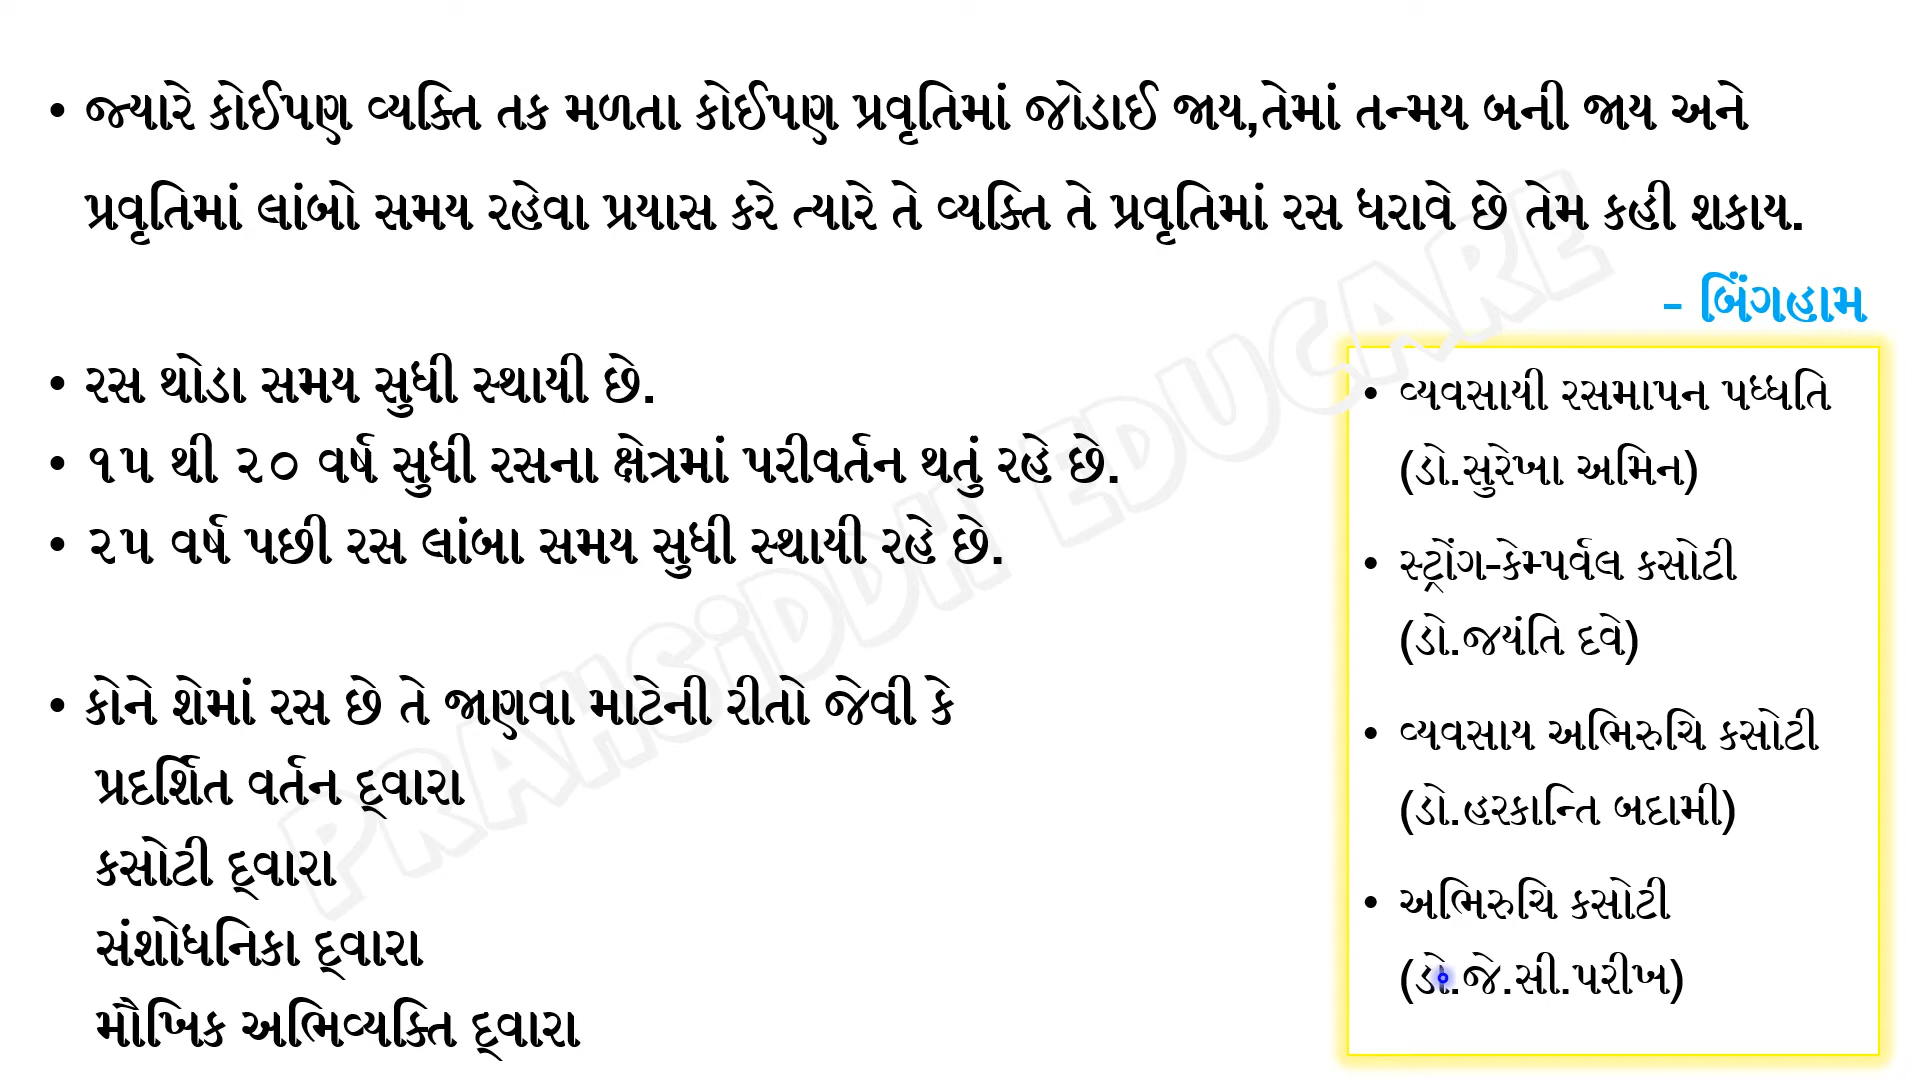 • જ્યારે કોઈપણ વ્યક્તિ તક મળતા કોઈપણ પ્રવૃતિમાં જોડાઈ જાય,તેમાં તન્મય બની જાય અને
પ્રવૃતિમાં લાંબો સમય રહેવા પ્રયાસ કરે ત્યારે તે વ્યક્તિ તે પ્રવૃતિમાં રસ ધરાવે છે તેમ કહી શકાય.
- બિંગહામ
• રસ થોડા સમય સુધી સ્થાયી છે.
• ૧૫ થી ૨૦ વર્ષ સુધી રસના ક્ષેત્રમાં પરીવર્તન થતું રહે છે.
• ૨૫ વર્ષ પછી રસ લાંબા સમય સુધી સ્થાયી રહે છે.
• કોને શેમાં રસ છે તે જાણવા માટેની રીતો જેવી કે
પ્રદર્શિત વર્તન દ્વારા
કસોટી દ્વારા
સંશોધનિકા દ્વારા
મૌખિક અભિવ્યક્તિ દ્વારા
• વ્યવસાયી રસમાપન પધ્ધતિ
(ડો.સુરેખા અમિન)
• સ્ટ્રોંગ-કેમ્પર્વલ કસોટી
(ડો.જયંતિ દવે)
• વ્યવસાય અભિરુચિ કસોટી
(ડો.હરકાન્તિ બદામી)
• અભિરુચિ કસોટી
(ડો.જે.સી.પરીખ)
PRAHSiDDH EDUCARE